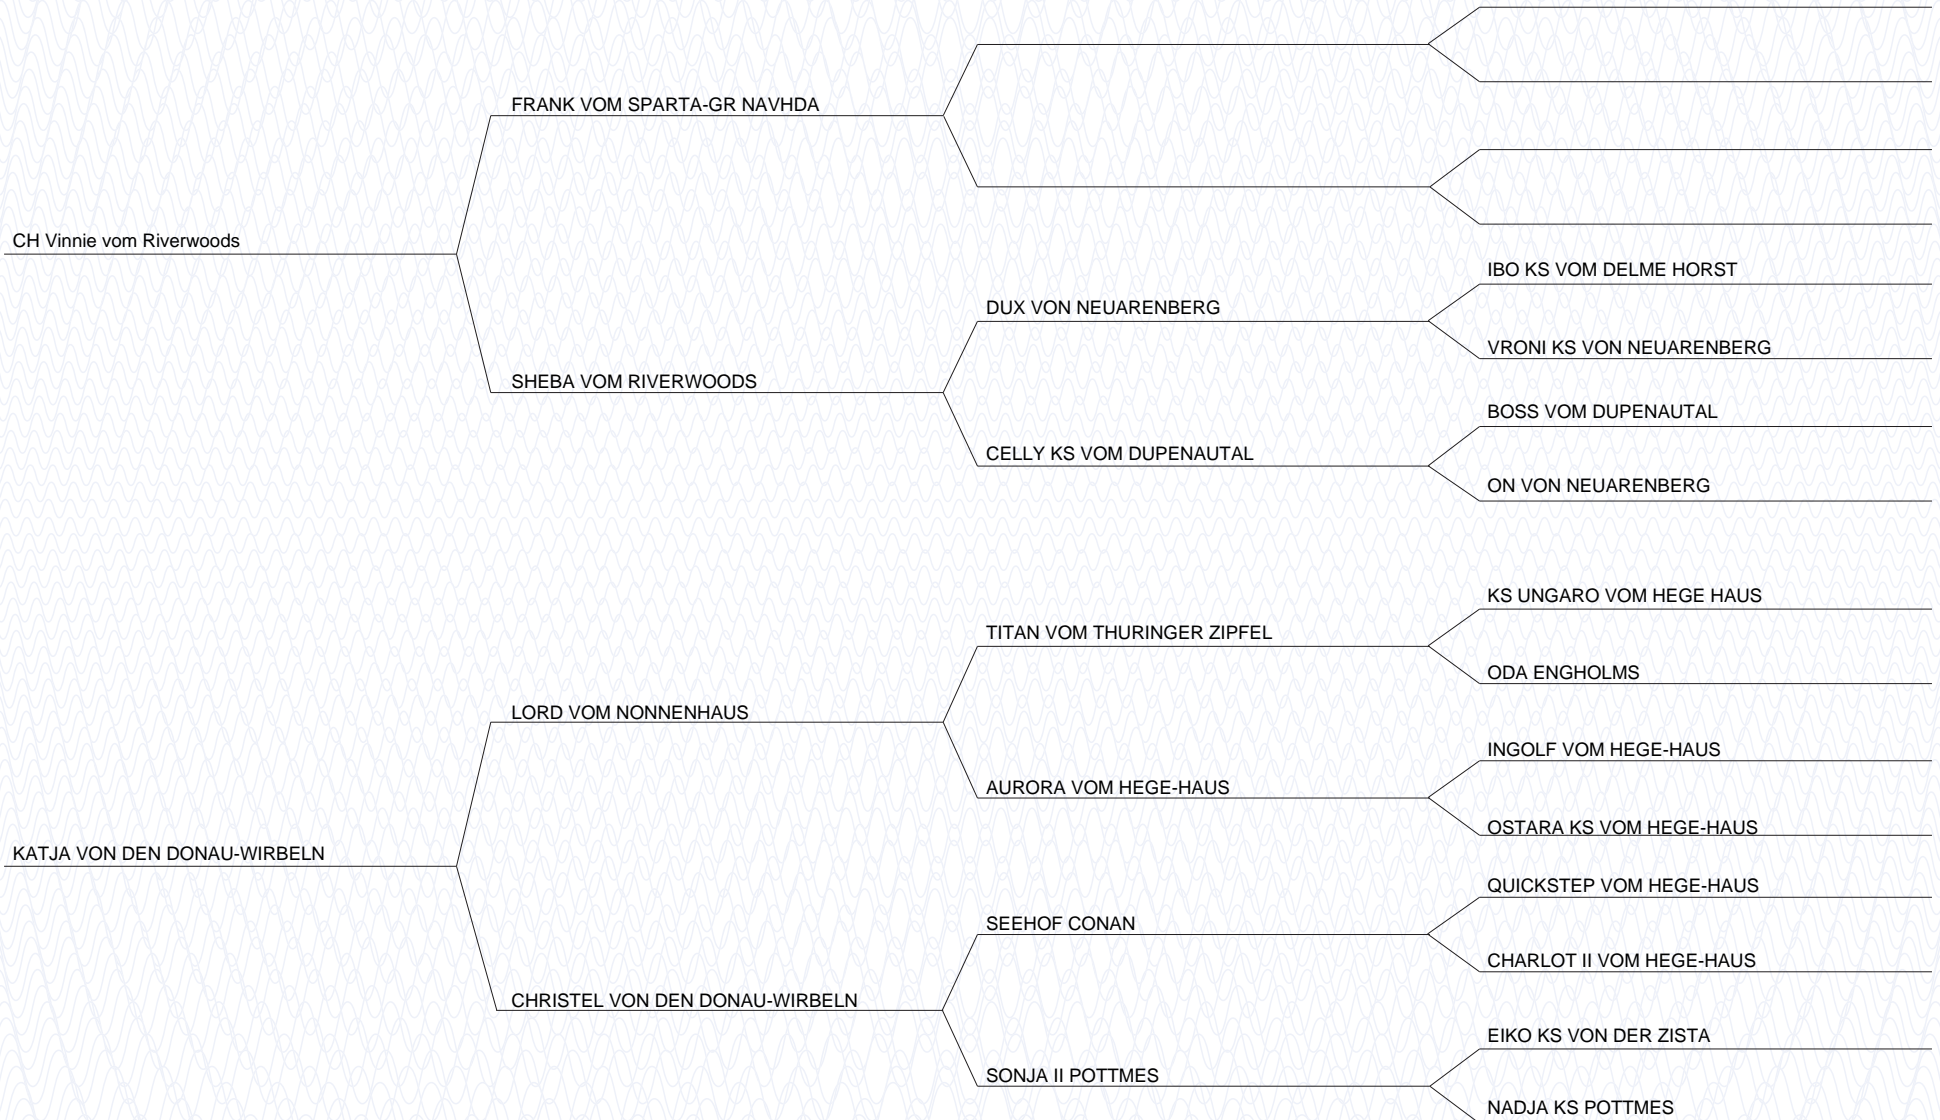 FRANK VOM SPARTA-GR NAVHDA
CH Vinnie vom Riverwoods
IBO KS VOM DELME HORST
DUX VON NEUARENBERG
VRONI KS VON NEUARENBERG
SHEBA VOM RIVERWOODS
BOSS VOM DUPENAUTAL
CELLY KS VOM DUPENAUTAL
ON VON NEUARENBERG
KS UNGARO VOM HEGE HAUS
TITAN VOM THURINGER ZIPFEL
ODA ENGHOLMS
LORD VOM NONNENHAUS
INGOLF VOM HEGE-HAUS
AURORA VOM HEGE-HAUS
OSTARA KS VOM HEGE-HAUS
KATJA VON DEN DONAU-WIRBELN
QUICKSTEP VOM HEGE-HAUS
SEEHOF CONAN
CHARLOT II VOM HEGE-HAUS
CHRISTEL VON DEN DONAU-WIRBELN
EIKO KS VON DER ZISTA
SONJA II POTTMES
NADJA KS POTTMES